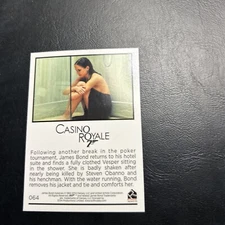 CASINO
ROYALE
007
Following another break in the poker
tournament, James Bond returns to his hotel
suite and finds a fully clothed Vesper sitting
in the shower. She is badly shaken after
nearly being killed by Steven Obanno and
his henchman. With the water running, Bond
removes his jacket and tie and comforts her.
064